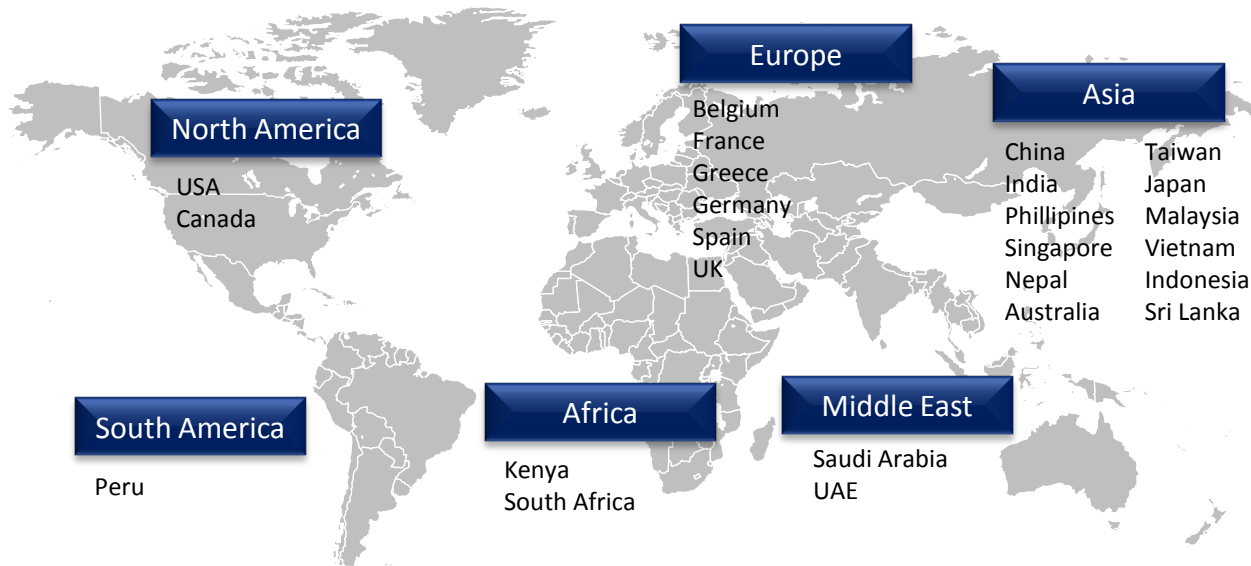 North America
USA
Canada
Europe
Belgium
France
Greece
Germany
Spain
UK
Asia
China
India
Phillipines
Singapore
Nepal
Australia
Taiwan
Japan
Malaysia
Vietnam
Indonesia
Sri Lanka
South America
Peru
Africa
Kenya
South Africa
Middle East
Saudi Arabia
UAE